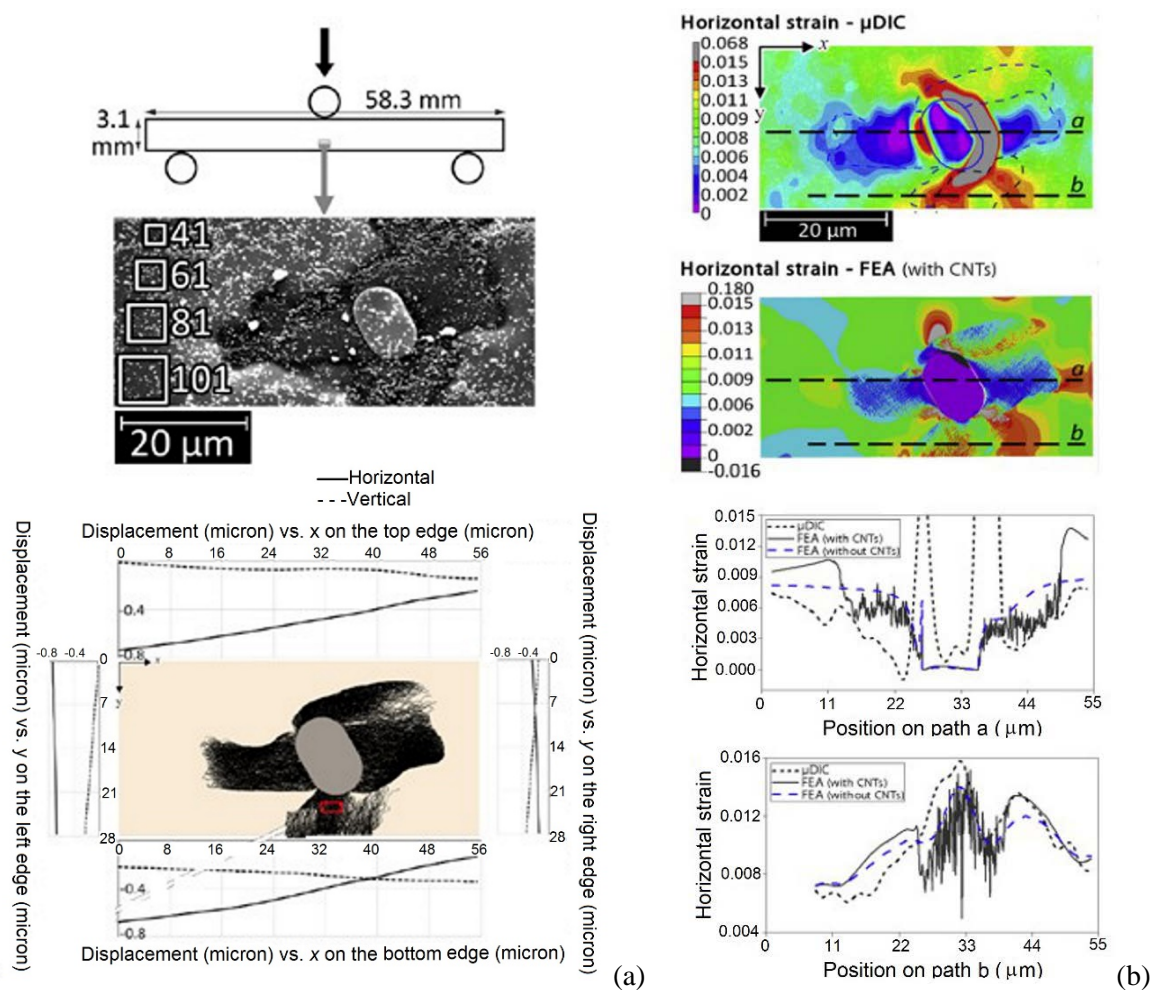 58.3 mm
3.1
mm
41
61
81
101
20 μm
Horizontal
Vertical
Displacement (micron) vs. x on the top edge (micron)
0 8 16 24 32 40 48 56
-0.4
-0.8
-0.8 -0.4
x
0
7
14
21
28
Displacement (micron) vs. y on the left edge (micron)
-0.8 -0.4
0
7
14
21
28
Displacement (micron) vs. y on the right edge (micron)
0 8 16 24 32 40 48 56
-0.4
-0.8
Displacement (micron) vs. x on the bottom edge (micron)
(a)
Horizontal strain - μDIC
0.068
0.015
0.013
0.011
0.009
0.008
0.006
0.004
0.002
0
x
y
a
b
20 μm
Horizontal strain - FEA (with CNTs)
0.180
0.015
0.013
0.011
0.009
0.006
0.002
0
-0.016
a
b
0.015
0.012
0.009
0.006
0.003
0.000
Horizontal strain
μDIC
FEA (with CNTs)
FEA (without CNTs)
0 11 22 33 44 55
Position on path a ( μm)
0.016
0.012
0.008
0.004
Horizontal strain
μDIC
FEA (with CNTs)
FEA (without CNTs)
0 11 22 33 44 55
Position on path b ( μm)
(b)